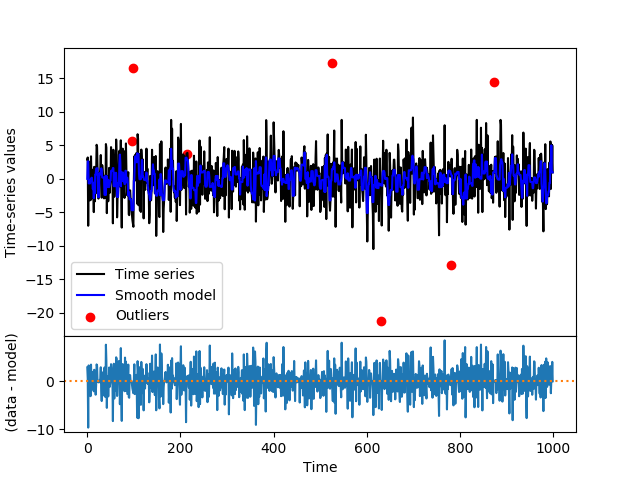 Time-series values
15
10
5
0
−5
−10
−15
−20
Time series
Smooth model
Outliers
(data - model)
0
−10
0
200
400
600
800
1000
Time